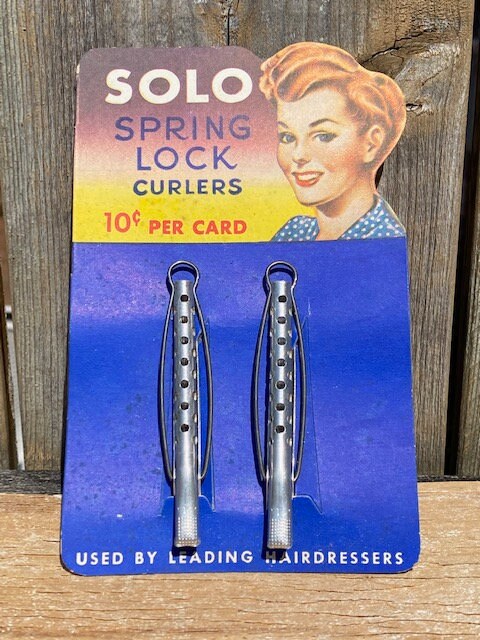 SOLO
SPRING
LOCK
CURLERS
10¢ PER CARD
USED BY LEADING HAIRDRESSERS